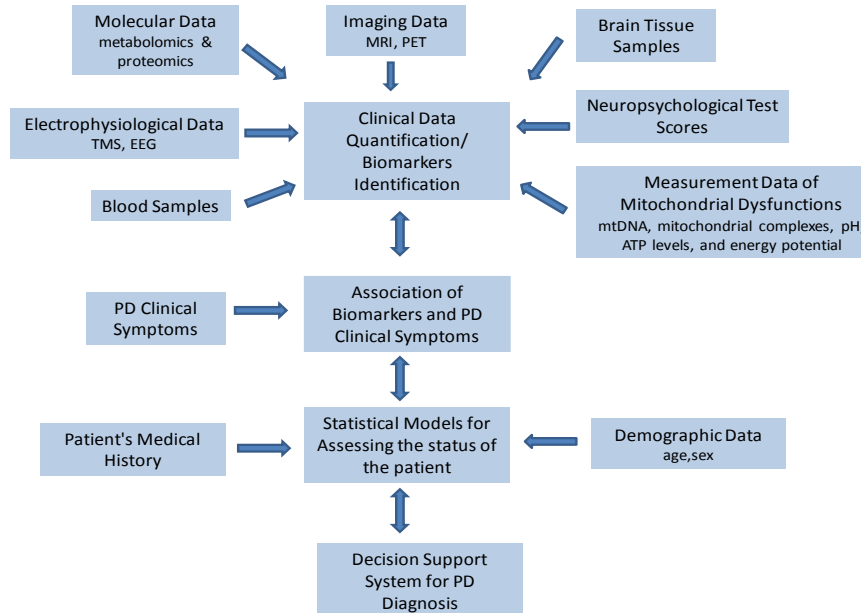 Molecular Data
metabolomics & 
proteomics
Imaging Data
MRI, PET
Brain Tissue
Samples
Electrophysiological Data
TMS, EEG
Clinical Data
Quantification/
Biomarkers
Identification
Neuropsychological Test
Scores
Blood Samples
Measurement Data of
Mitochondrial Dysfunctions
mtDNA, mitochondrial complexes, pH,
ATP levels, and energy potential
PD Clinical
Symptoms
Association of
Biomarkers and PD
Clinical Symptoms
Patient's Medical
History
Statistical Models for
Assessing the status of
the patient
Demographic Data
age,sex
Decision Support
System for PD
Diagnosis